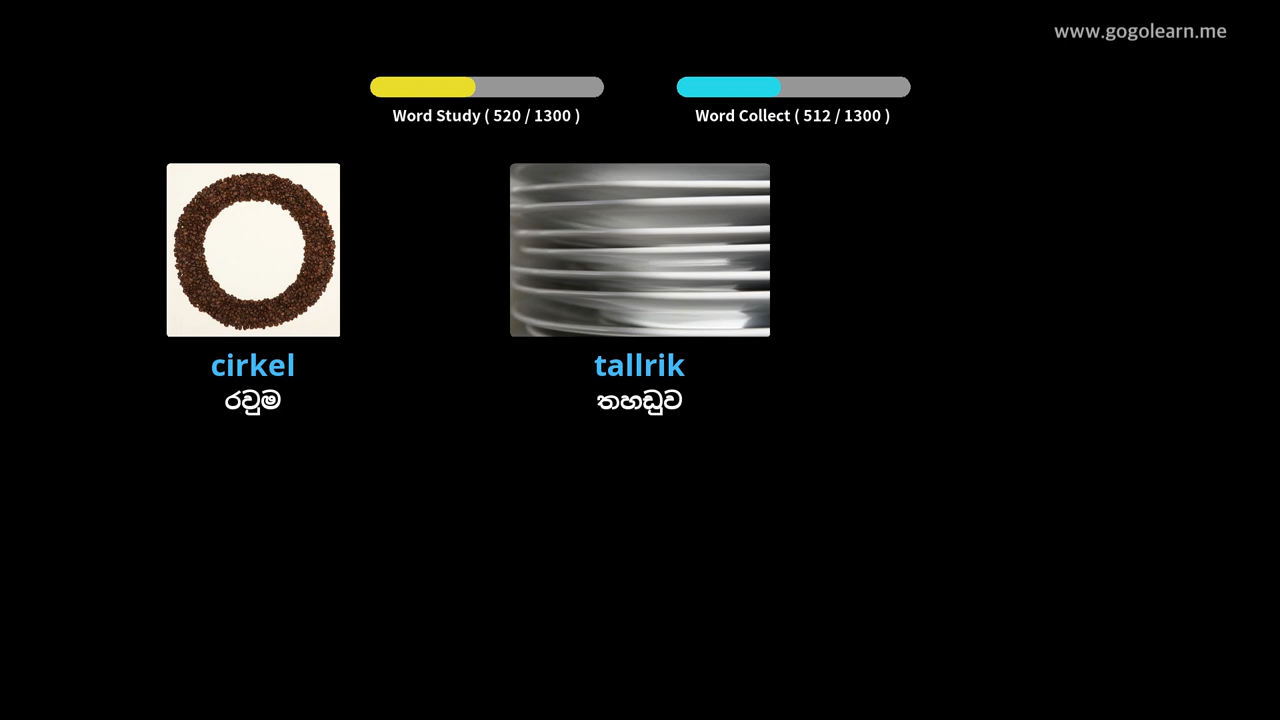 www.gogolearn.me
Word Study ( 520 / 1300 )
Word Collect ( 512 / 1300 )
cirkel
රවුම
tallrik
තහඩුව